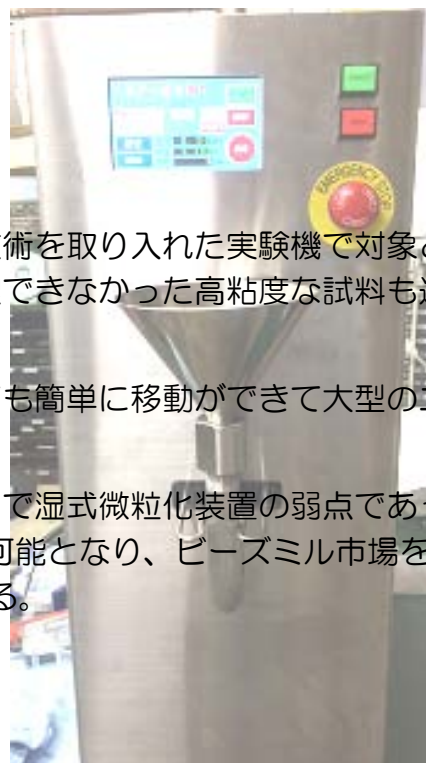 術を取り入れた実験機で対象と
できなかった高粘度な試料も
も簡単に移動ができて大型の
で湿式微粒化装置の弱点であ
可能となり、ビーズミル市場を
る。
EMERGENCY STOP